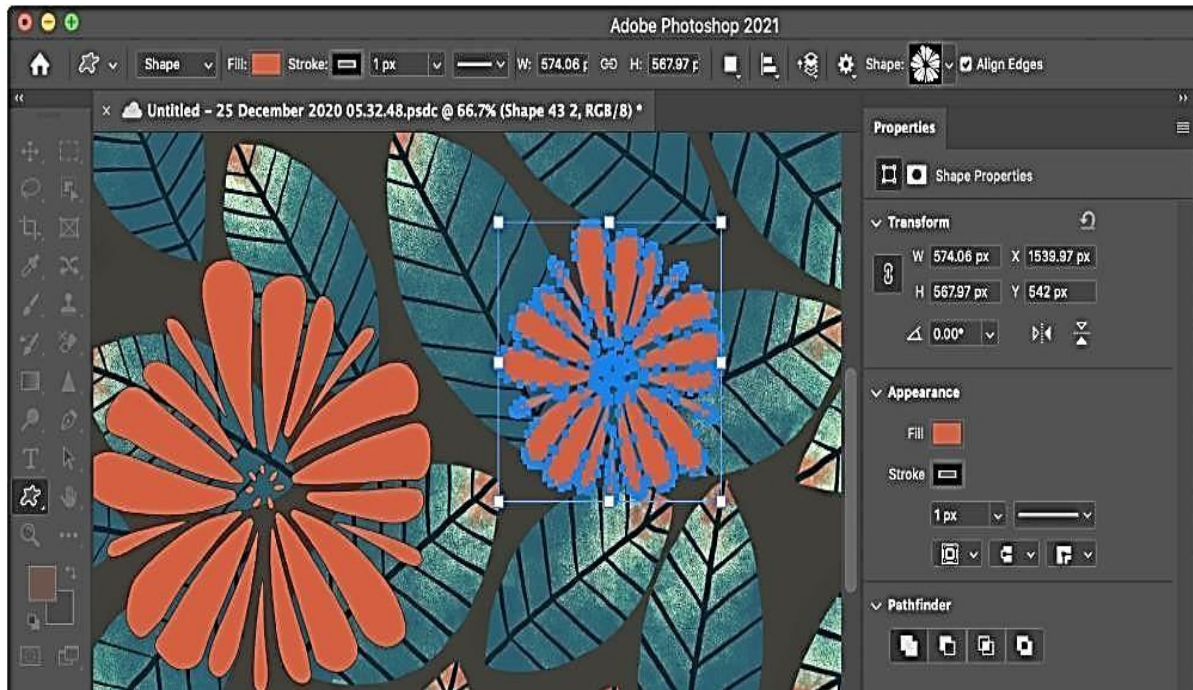 Adobe Photoshop 2021
Shape Fill: Stroke: 1 px W: 574.06 p H: 567.97 p Shape: Align Edges
× Untitled – 25 December 2020 05.32.48.psdc @ 66.7% (Shape 43 2, RGB/8) *
Properties
Shape Properties
Transform
W 574.06 px X 1539.97 px
H 567.97 px Y 542 px
0.00°
Appearance
Fill
Stroke
1 px
Pathfinder